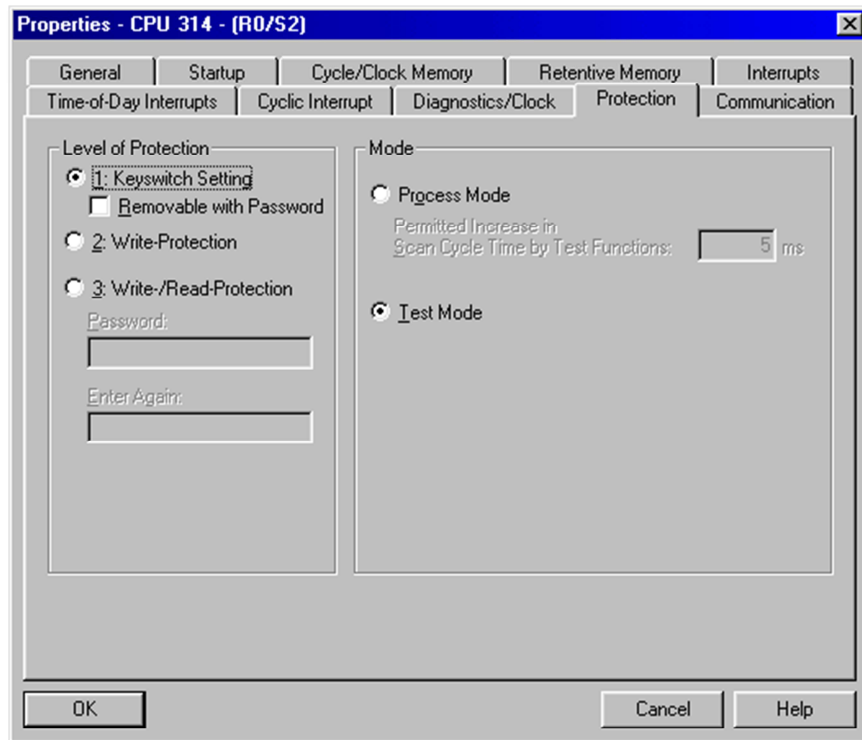 Properties - CPU 314 - (R0/S2)
General Startup Cycle/Clock Memory Retentive Memory Interrupts
Time-of-Day Interrupts Cyclic Interrupt Diagnostics/Clock Protection Communication
Level of Protection
1: Keyswitch Setting
Removable with Password
2: Write-Protection
3: Write-/Read-Protection
Password:
Enter Again:
Mode
Process Mode
Permitted Increase in
Scan Cycle Time by Test Functions: 5 ms
Test Mode
OK Cancel Help